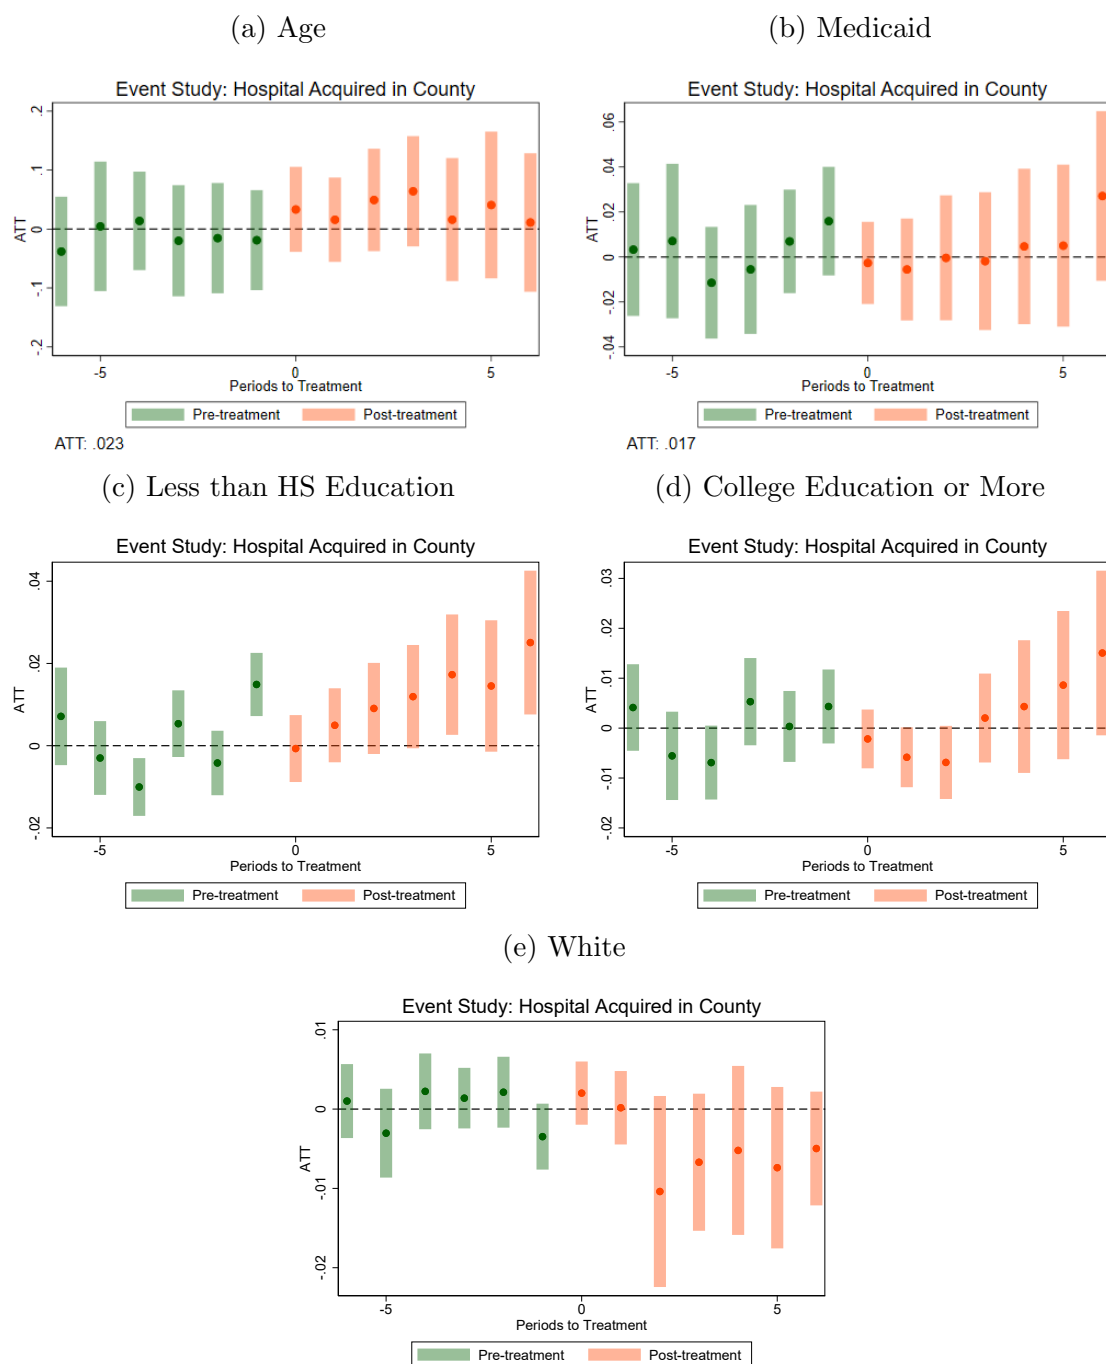 (a) Age
(b) Medicaid
Event Study: Hospital Acquired in County
.2
.1
0
-.1
-.2
ATT
-5
0
5
Periods to Treatment
Pre-treatment
Post-treatment
ATT: .023
Event Study: Hospital Acquired in County
.06
.04
.02
0
-.02
-.04
ATT
-5
0
5
Periods to Treatment
Pre-treatment
Post-treatment
ATT: .017
(c) Less than HS Education
(d) College Education or More
Event Study: Hospital Acquired in County
.04
.02
0
-.02
ATT
-5
0
5
Periods to Treatment
Pre-treatment
Post-treatment
Event Study: Hospital Acquired in County
.03
.02
.01
0
-.01
-.02
ATT
-5
0
5
Periods to Treatment
Pre-treatment
Post-treatment
(e) White
Event Study: Hospital Acquired in County
.01
0
-.01
-.02
ATT
-5
0
5
Periods to Treatment
Pre-treatment
Post-treatment